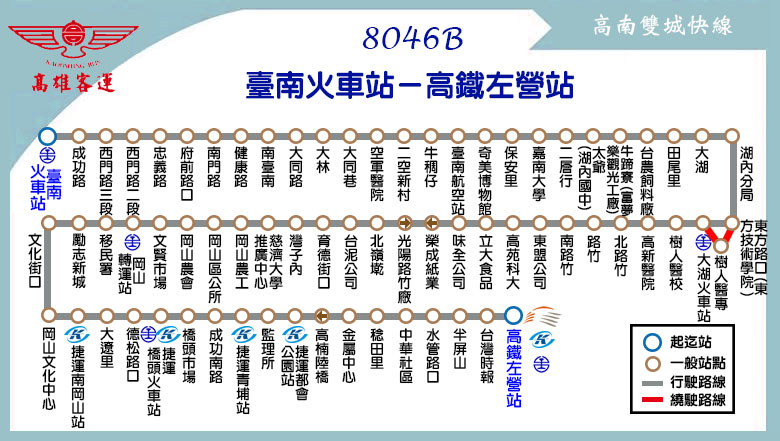 KAOHSIUNG BUS
高雄客運
8046B
高南雙城快線
臺南火車站－高鐵左營站
臺南火車站
成功路
西門路三段
西門路二段
忠義路
府前路口
南門路
健康路
南臺南
大同路
大林
大同巷
空軍醫院
二空新村
牛稠仔
臺南航空站
奇美博物館
保安里
嘉南大學
二層行
太爺(湖內國中)
牛蹄寮(富夢樂觀光工廠)
台農飼料廠
田尾里
大湖
湖內分局
東方路口(東方技術學院)
樹人醫專
大湖火車站
樹人醫校
高新醫院
北路竹
路竹
南路竹
東盟公司
高苑科大
立大食品
味全公司
榮成紙業
光陽路竹廠
北嶺墘
台泥公司
育德街口
灣子內
慈濟大學推廣中心
岡山農工
岡山區公所
岡山農會
文賢市場
岡山轉運站
移民署
勵志新城
文化街口
岡山文化中心
捷運南岡山站
大遼里
德松路口
捷運橋頭火車站
橋頭市場
成功南路
捷運青埔站
監理所
捷運都會公園站
高楠陸橋
金屬中心
稔田里
中華社區
水管路口
半屏山
台灣時報
高鐵左營站
起迄站
一般站點
行駛路線
繞駛路線